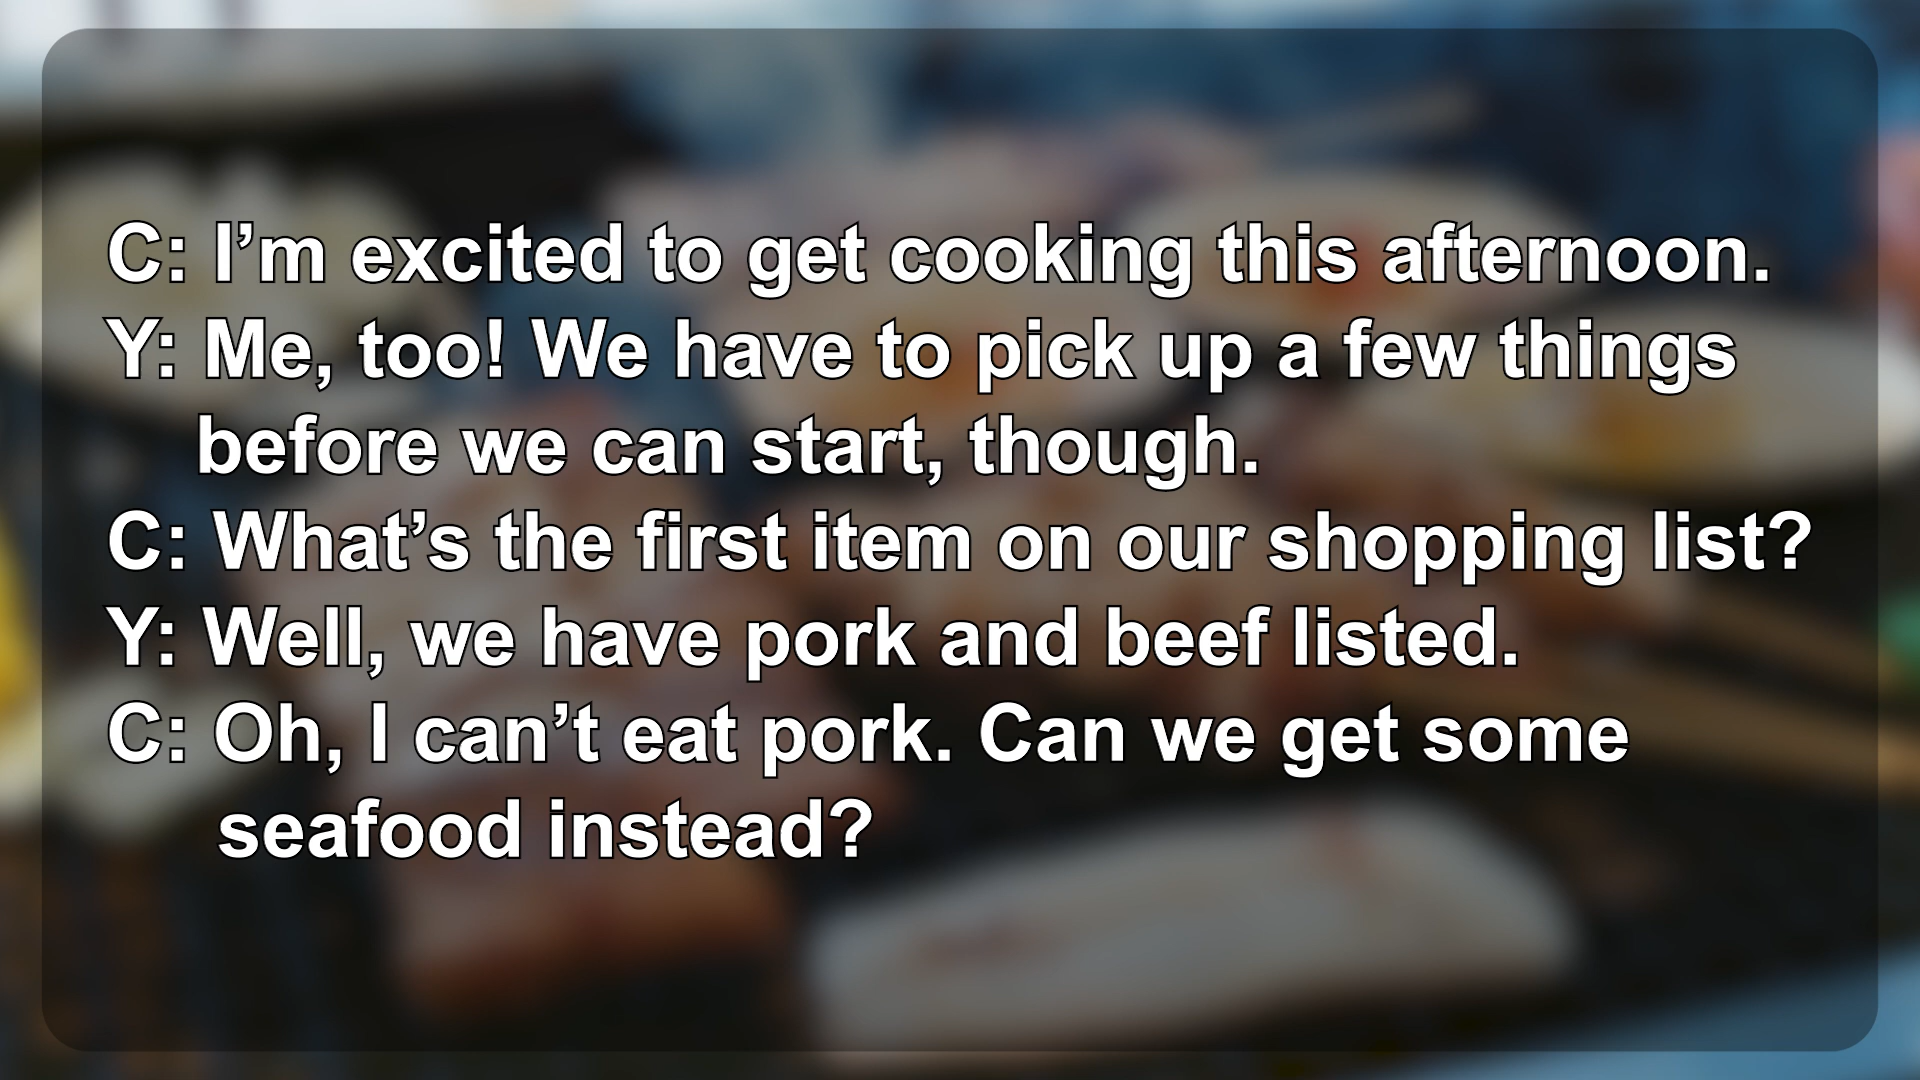 C: I’m excited to get cooking this afternoon.
Y: Me, too! We have to pick up a few things
before we can start, though.
C: What’s the first item on our shopping list?
Y: Well, we have pork and beef listed.
C: Oh, I can’t eat pork. Can we get some
seafood instead?